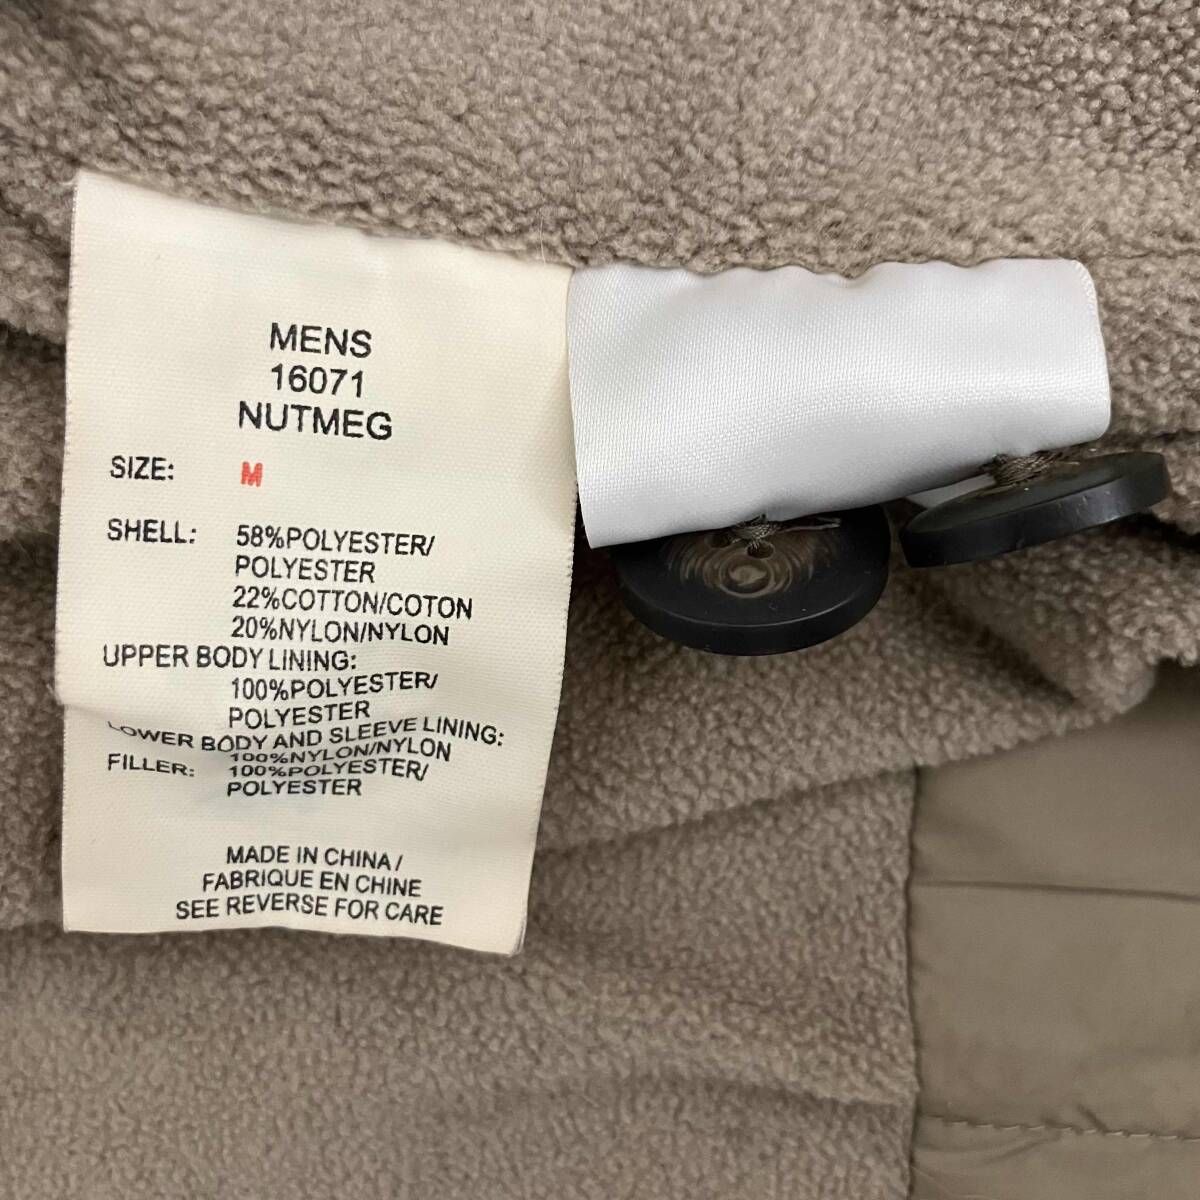 MENS
16071
NUTMEG
SIZE: M
SHELL: 58%POLYESTER/
POLYESTER
22%COTTON/COTON
20%NYLON/NYLON
UPPER BODY LINING:
100%POLYESTER/
POLYESTER
LOWER BODY AND SLEEVE LINING:
100%NYLON/NYLON
FILLER: 100%POLYESTER/
POLYESTER
MADE IN CHINA /
FABRIQUE EN CHINE
SEE REVERSE FOR CARE